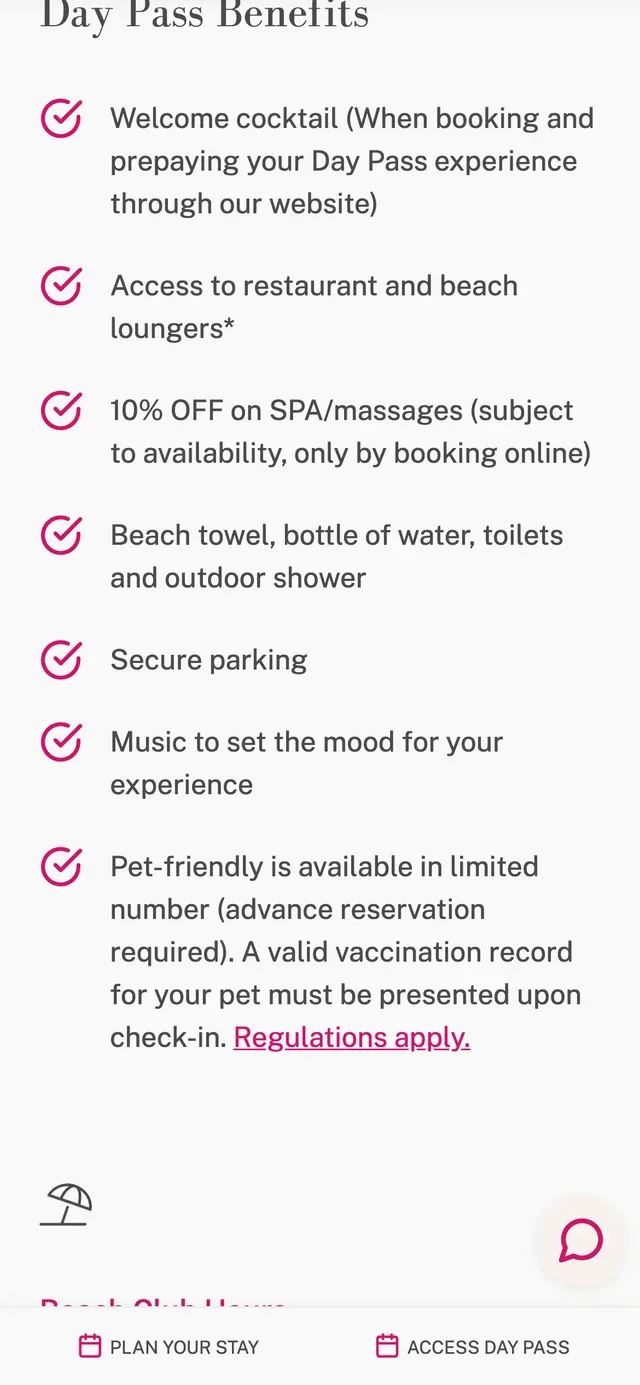 Day Pass Benefits
Welcome cocktail (When booking and
prepaying your Day Pass experience
through our website)
Access to restaurant and beach
loungers*
10% OFF on SPA/massages (subject
to availability, only by booking online)
Beach towel, bottle of water, toilets
and outdoor shower
Secure parking
Music to set the mood for your
experience
Pet-friendly is available in limited
number (advance reservation
required). A valid vaccination record
for your pet must be presented upon
check-in. Regulations apply.
Beach Club Hours
PLAN YOUR STAY
ACCESS DAY PASS